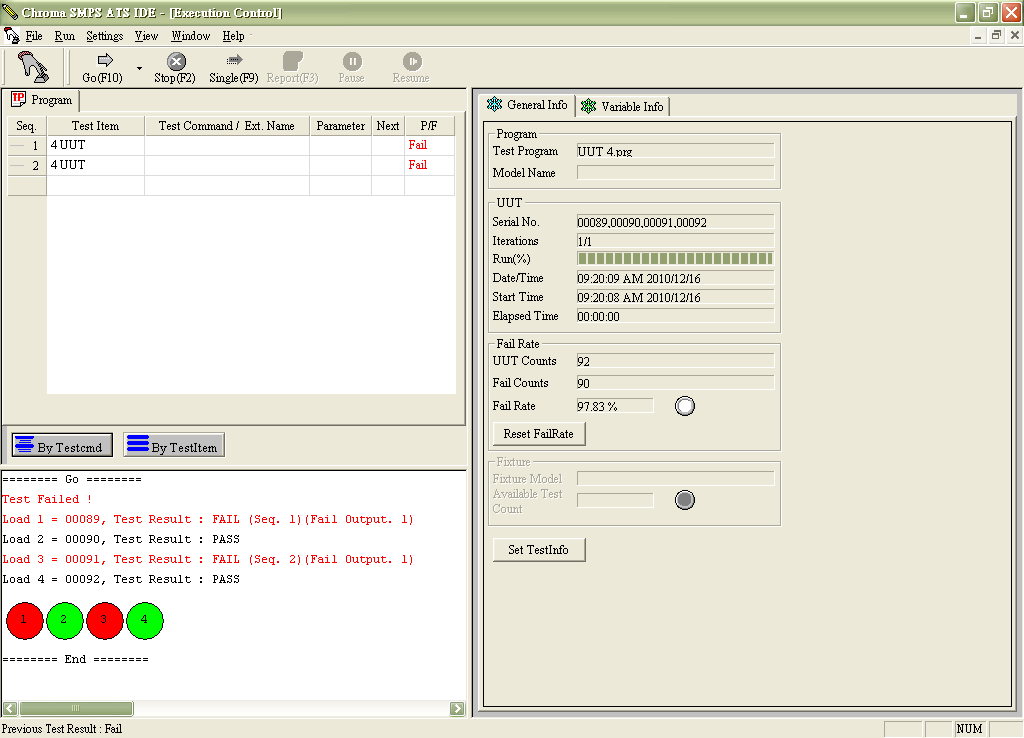 Chroma SMPS ATS IDE - [Execution Control]
File Run Settings View Window Help
Go(F10) Stop(F2) Single(F9) Report(F3) Pause Resume
TP Program
Seq. Test Item Test Command / Ext. Name Parameter Next P/F
1 4 UUT Fail
2 4 UUT Fail
By Testcmd By TestItem
======== Go ========
Test Failed !
Load 1 = 00089, Test Result : FAIL (Seq. 1)(Fail Output. 1)
Load 2 = 00090, Test Result : PASS
Load 3 = 00091, Test Result : FAIL (Seq. 2)(Fail Output. 1)
Load 4 = 00092, Test Result : PASS
1 2 3 4
======== End ========
General Info Variable Info
Program
Test Program UUT 4.prg
Model Name
UUT
Serial No. 00089,00090,00091,00092
Iterations 1/1
Run(%)
Date/Time 09:20:09 AM 2010/12/16
Start Time 09:20:08 AM 2010/12/16
Elapsed Time 00:00:00
Fail Rate
UUT Counts 92
Fail Counts 90
Fail Rate 97.83 %
Reset FailRate
Fixture
Fixture Model
Available Test
Count
Set TestInfo
Previous Test Result : Fail NUM